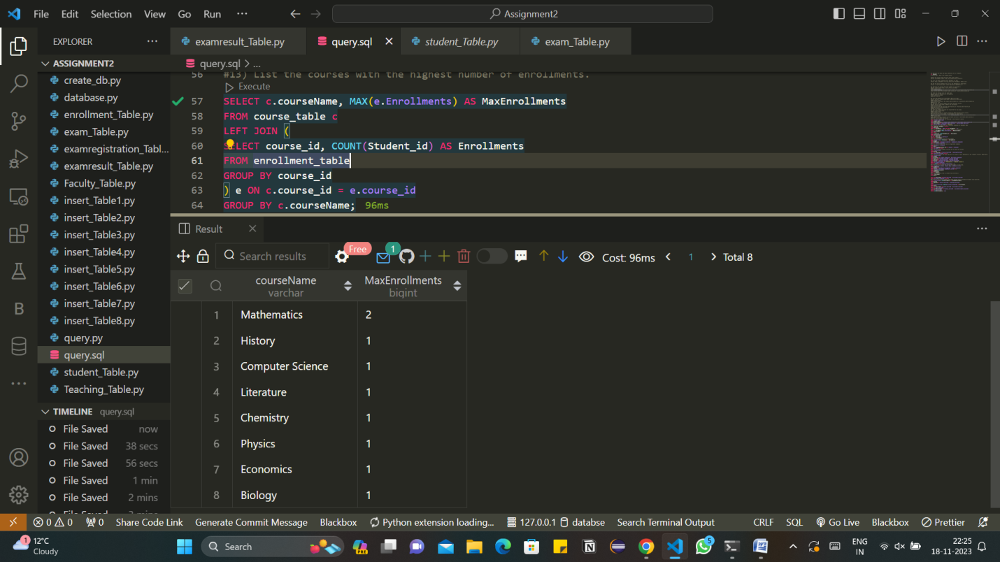 File Edit Selection View Go Run ··· Assignment2
EXPLORER ···
examresult_Table.py query.sql student_Table.py exam_Table.py
ASSIGNMENT2
create_db.py
database.py
enrollment_Table.py
exam_Table.py
examregistration_Tabl...
examresult_Table.py
Faculty_Table.py
insert_Table1.py
insert_Table2.py
insert_Table3.py
insert_Table4.py
insert_Table5.py
insert_Table6.py
insert_Table7.py
insert_Table8.py
query.py
query.sql
student_Table.py
Teaching_Table.py
TIMELINE query.sql
File Saved now
File Saved 38 secs
File Saved 56 secs
File Saved 1 min
File Saved 2 mins
query.sql > ...
56 #13) List the courses with the highest number of enrollments.
Execute
57 SELECT c.courseName, MAX(e.Enrollments) AS MaxEnrollments
58 FROM course_table c
59 LEFT JOIN (
60 SELECT course_id, COUNT(Student_id) AS Enrollments
61 FROM enrollment_table
62 GROUP BY course_id
63 ) e ON c.course_id = e.course_id
64 GROUP BY c.courseName; 96ms
Result
Search results Free 1 Cost: 96ms < 1 > Total 8
courseName MaxEnrollments
varchar bigint
1 Mathematics 2
2 History 1
3 Computer Science 1
4 Literature 1
5 Chemistry 1
6 Physics 1
7 Economics 1
8 Biology 1
0 0 0 Share Code Link Generate Commit Message Blackbox Python extension loading... 127.0.0.1 databse Search Terminal Output CRLF SQL Go Live Blackbox Prettier
1 12°C
Cloudy
Search
PRE
5
ENG
IN
22:25
18-11-2023